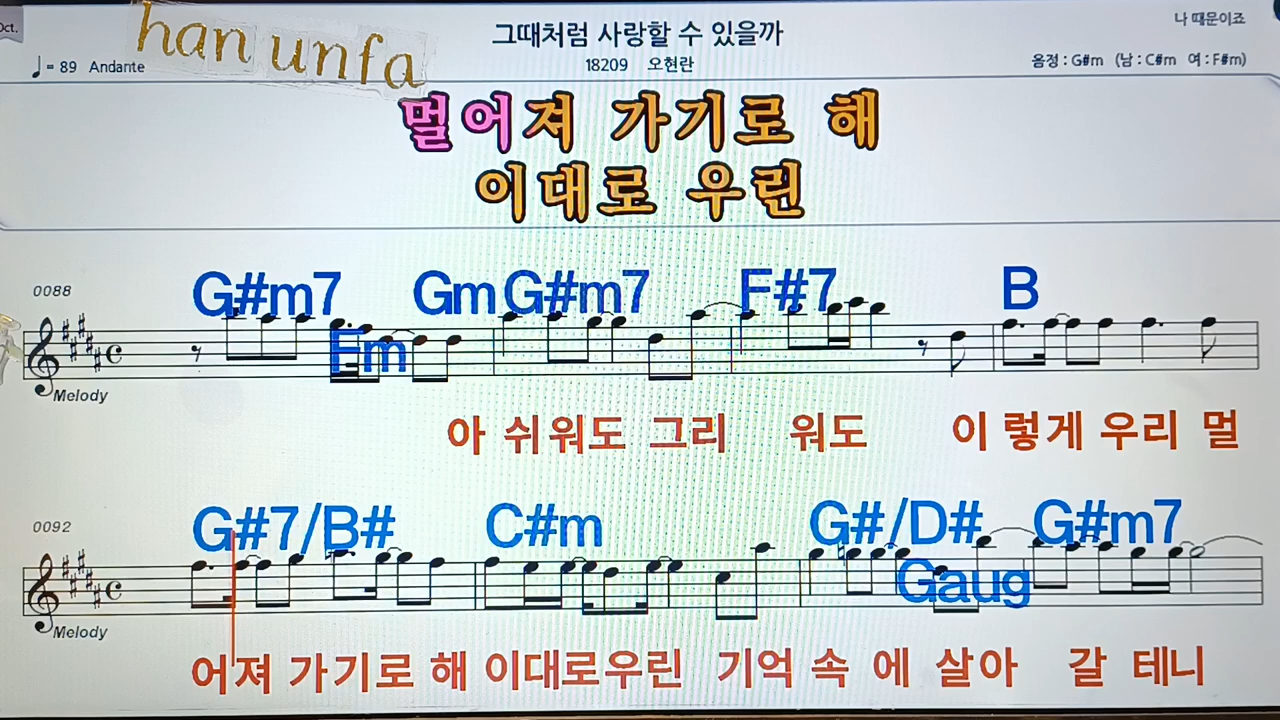 Oct.
han unfa
그때처럼 사랑할 수 있을까
나 때문이죠
♩= 89 Andante
18209 오현란
음정 : G#m (남 : C#m 여 : F#m)
멀어져 가기로 해
이대로 우린
0088
G#m7 Fm Gm G#m7 F#7 B
Melody
아 쉬워도 그리 워도 이 렇게 우리 멀
0092
G#7/B# C#m G#/D# Gaug G#m7
Melody
어져 가기로 해 이대로우린 기억 속 에 살아 갈 테니